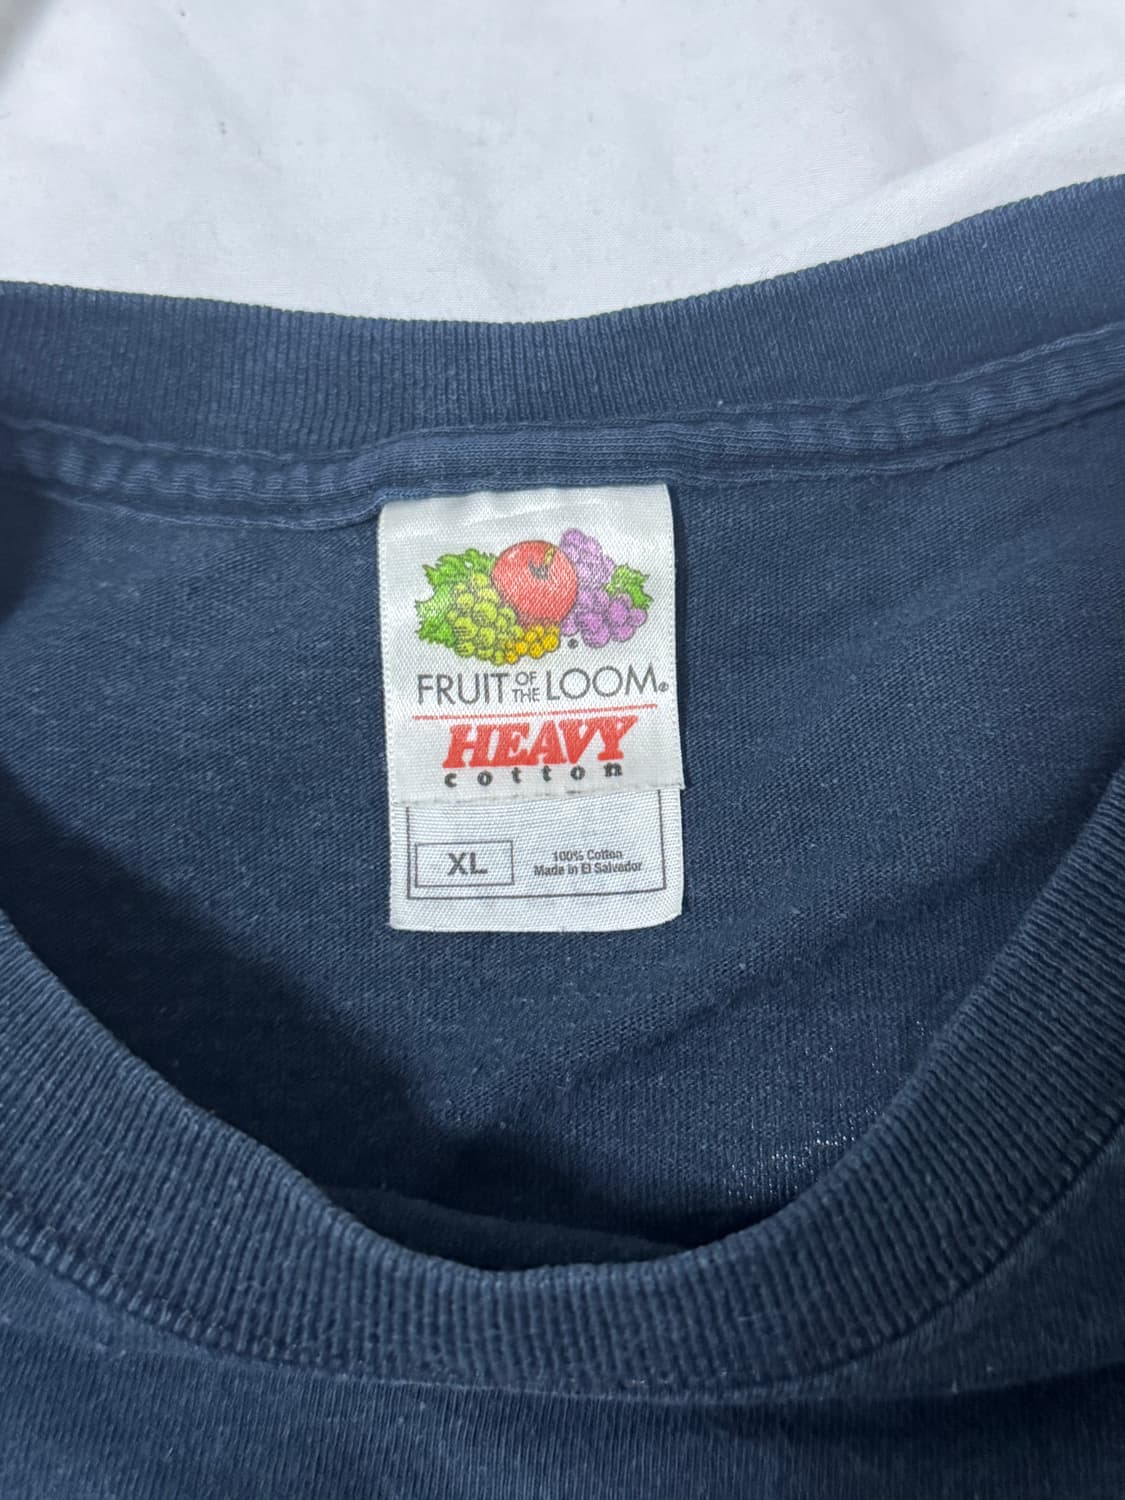 FRUIT OF THE LOOM®
HEAVY
cotton
XL
100% Cotton
Made in El Salvador